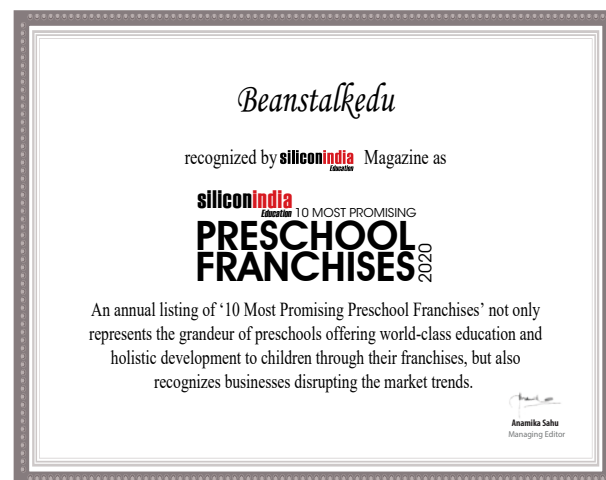 Beanstalkedu
recognized by siliconindia Education Magazine as
siliconindia
Education 10 MOST PROMISING
PRESCHOOL
FRANCHISES 2020
An annual listing of ‘10 Most Promising Preschool Franchises’ not only
represents the grandeur of preschools offering world-class education and
holistic development to children through their franchises, but also
recognizes businesses disrupting the market trends.
Anamika Sahu
Managing Editor